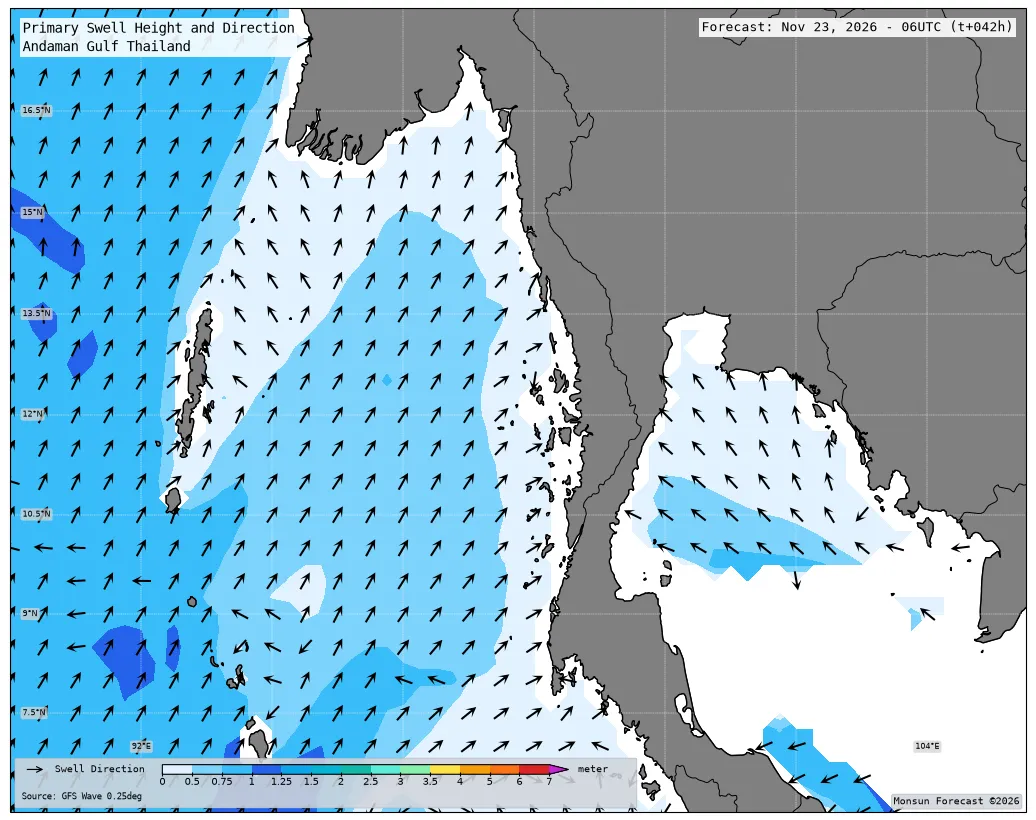 Primary Swell Height and Direction
Andaman Gulf Thailand
Forecast: Nov 23, 2026 - 06UTC (t+042h)
16.5°N
15°N
13.5°N
12°N
10.5°N
9°N
7.5°N
92°E
104°E
Swell Direction
meter
0 0.5 0.75 1 1.25 1.5 2 2.5 3 3.5 4 5 6 7
Source: GFS Wave 0.25deg
Monsun Forecast ©2026